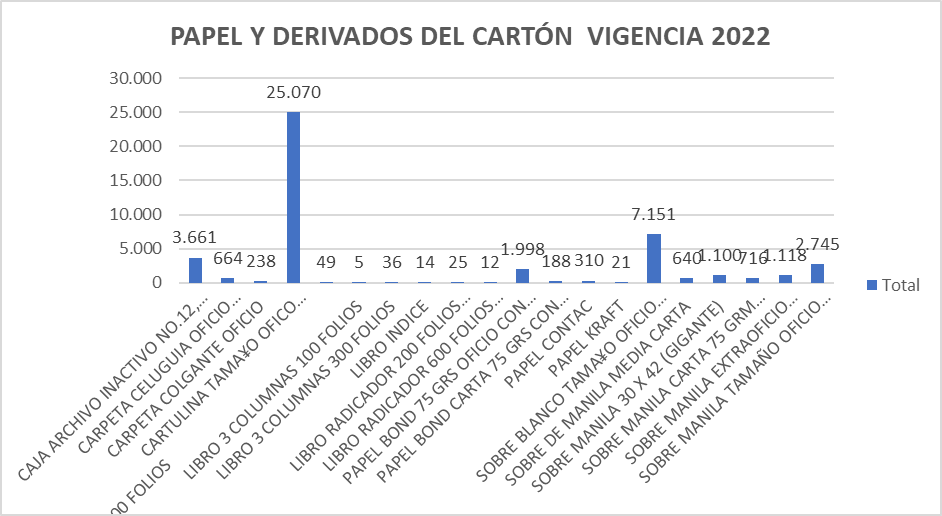 PAPEL Y DERIVADOS DEL CARTÓN VIGENCIA 2022
30.000
25.000
20.000
15.000
10.000
5.000
0
3.661
664
238
25.070
49
5
36
14
25
12
1.998
188
310
21
7.151
640
1.100
716
1.118
2.745
CAJA ARCHIVO INACTIVO NO.12,...
CARPETA CELUGUIA OFICIO...
CARPETA COLGANTE OFICIO
CARTULINA TAMA¥O OFICO...
00 FOLIOS
LIBRO 3 COLUMNAS 100 FOLIOS
LIBRO 3 COLUMNAS 300 FOLIOS
LIBRO INDICE
LIBRO RADICADOR 200 FOLIOS...
LIBRO RADICADOR 600 FOLIOS...
PAPEL BOND 75 GRS OFICIO CON...
PAPEL BOND CARTA 75 GRS CON...
PAPEL CONTAC
PAPEL KRAFT
SOBRE BLANCO TAMA¥O OFICIO...
SOBRE DE MANILA MEDIA CARTA
SOBRE MANILA 30 X 42 (GIGANTE)
SOBRE MANILA CARTA 75 GRM...
SOBRE MANILA EXTRAOFICIO...
SOBRE MANILA TAMAÑO OFICIO...
Total